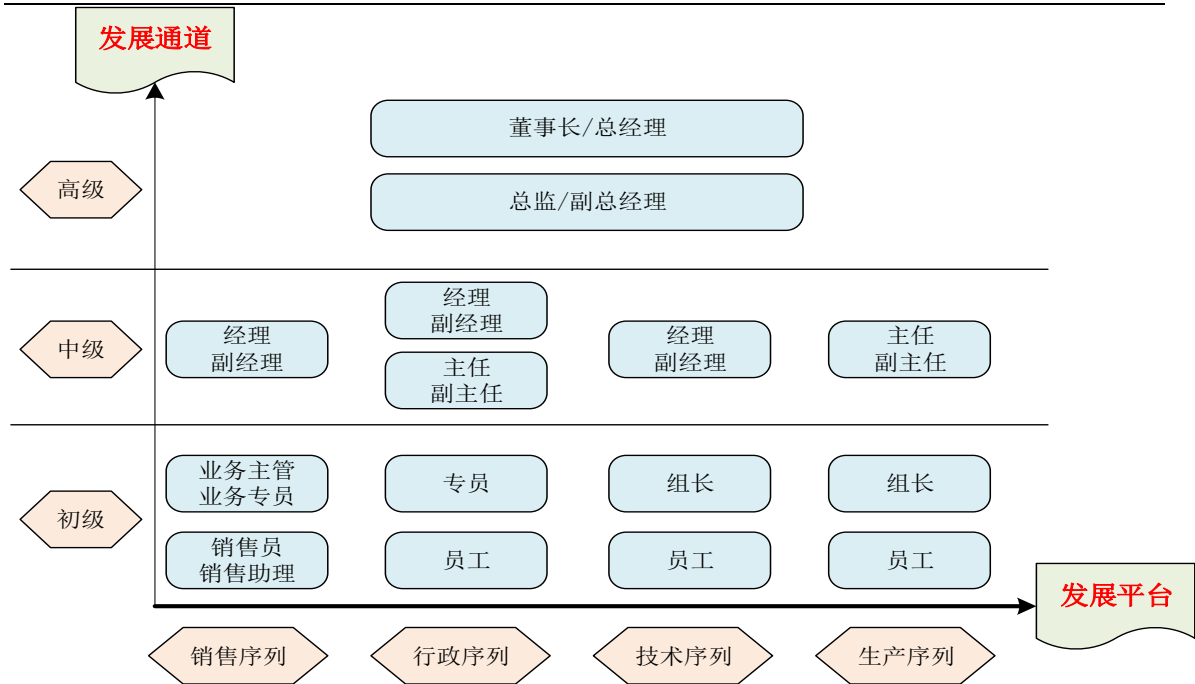 发展通道
董事长/总经理
高级
总监/副总经理
经理
副经理
中级
经理
副经理
主任
副主任
经理
副经理
主任
副主任
初级
业务主管
业务专员
专员
组长
组长
销售员
销售助理
员工
员工
员工
发展平台
销售序列
行政序列
技术序列
生产序列